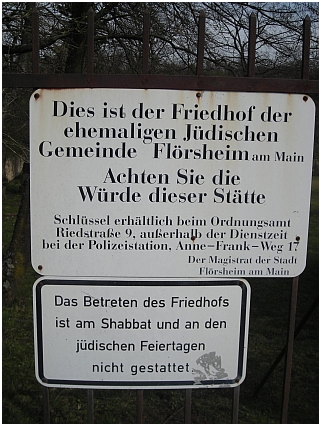 Dies ist der Friedhof der
ehemaligen Jüdischen
Gemeinde Flörsheim am Main
Achten Sie die
Würde dieser Stätte
Schlüssel erhältlich beim Ordnungsamt
Riedstraße 9, außerhalb der Dienstzeit
bei der Polizeistation, Anne-Frank-Weg 17
Der Magistrat der Stadt
Flörsheim am Main
Das Betreten des Friedhofs
ist am Shabbat und an den
jüdischen Feiertagen
nicht gestattet.